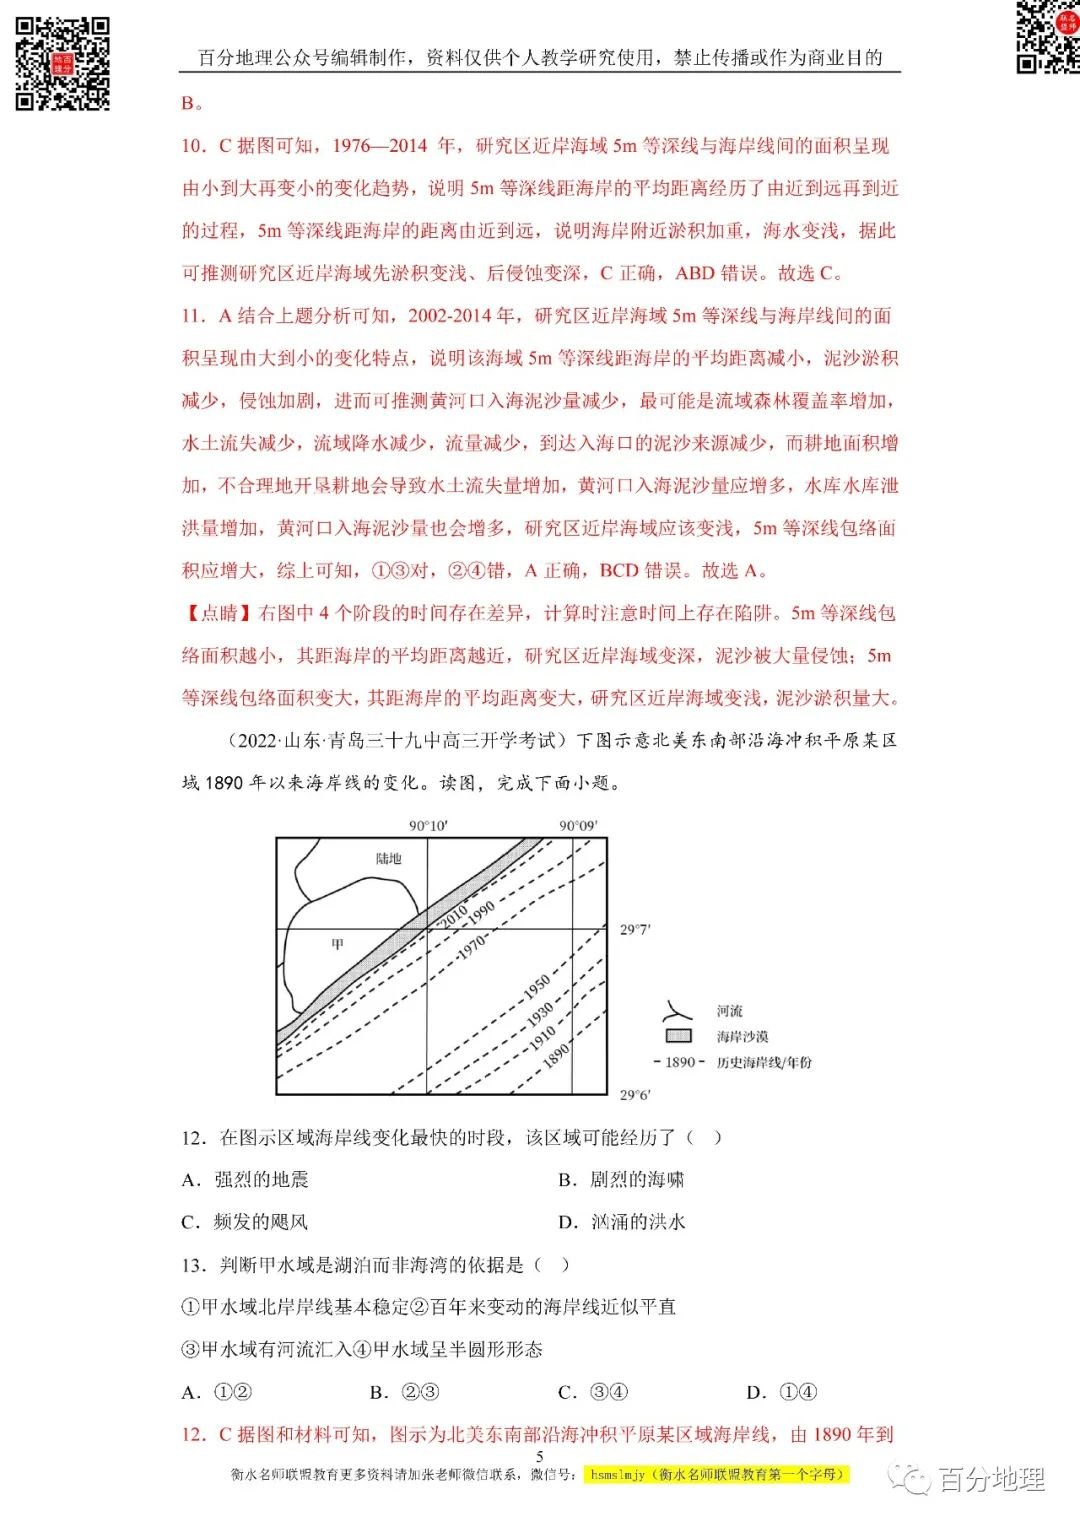 百分地理公众号编辑制作，资料仅供个人教学研究使用，禁止传播或作为商业目的
B。
10．C 据图可知，1976—2014 年，研究区近岸海域 5m 等深线与海岸线间的面积呈现
由小到大再变小的变化趋势，说明 5m 等深线距海岸的平均距离经历了由近到远再到近
的过程，5m 等深线距海岸的距离由近到远，说明海岸附近淤积加重，海水变浅，据此
可推测研究区近岸海域先淤积变浅、后侵蚀变深，C 正确，ABD 错误。故选 C。
11．A 结合上题分析可知，2002-2014 年，研究区近岸海域 5m 等深线与海岸线间的面
积呈现由大到小的变化特点，说明该海域 5m 等深线距海岸的平均距离减小，泥沙淤积
减少，侵蚀加剧，进而可推测黄河口入海泥沙量减少，最可能是流域森林覆盖率增加，
水土流失减少，流域降水减少，流量减少，到达入海口的泥沙来源减少，而耕地面积增
加，不合理地开垦耕地会导致水土流失量增加，黄河口入海泥沙量应增多，水库水库泄
洪量增加，黄河口入海泥沙量也会增多，研究区近岸海域应该变浅，5m 等深线包络面
积应增大，综上可知，①③对，②④错，A 正确，BCD 错误。故选 A。
【点睛】右图中 4 个阶段的时间存在差异，计算时注意时间上存在陷阱。5m 等深线包
络面积越小，其距海岸的平均距离越近，研究区近岸海域变深，泥沙被大量侵蚀；5m
等深线包络面积变大，其距海岸的平均距离变大，研究区近岸海域变浅，泥沙淤积量大。
（2022·山东·青岛三十九中高三开学考试）下图示意北美东南部沿海冲积平原某区
域 1890 年以来海岸线的变化。读图，完成下面小题。
90°10′ 90°09′
陆地
2010
1990
29°7′
甲
1970
1950
1930
1910
1890
河流
海岸沙漠
- 1890 - 历史海岸线/年份
29°6′
12．在图示区域海岸线变化最快的时段，该区域可能经历了（ ）
A．强烈的地震 B．剧烈的海啸
C．频发的飓风 D．汹涌的洪水
13．判断甲水域是湖泊而非海湾的依据是（ ）
①甲水域北岸岸线基本稳定②百年来变动的海岸线近似平直
③甲水域有河流汇入④甲水域呈半圆形形态
A．①② B．②③ C．③④ D．①④
12．C 据图和材料可知，图示为北美东南部沿海冲积平原某区域海岸线，由 1890 年到
5
衡水名师联盟教育更多资料请加张老师微信联系，微信号： hsmslmjy（衡水名师联盟教育第一个字母）
百分地理